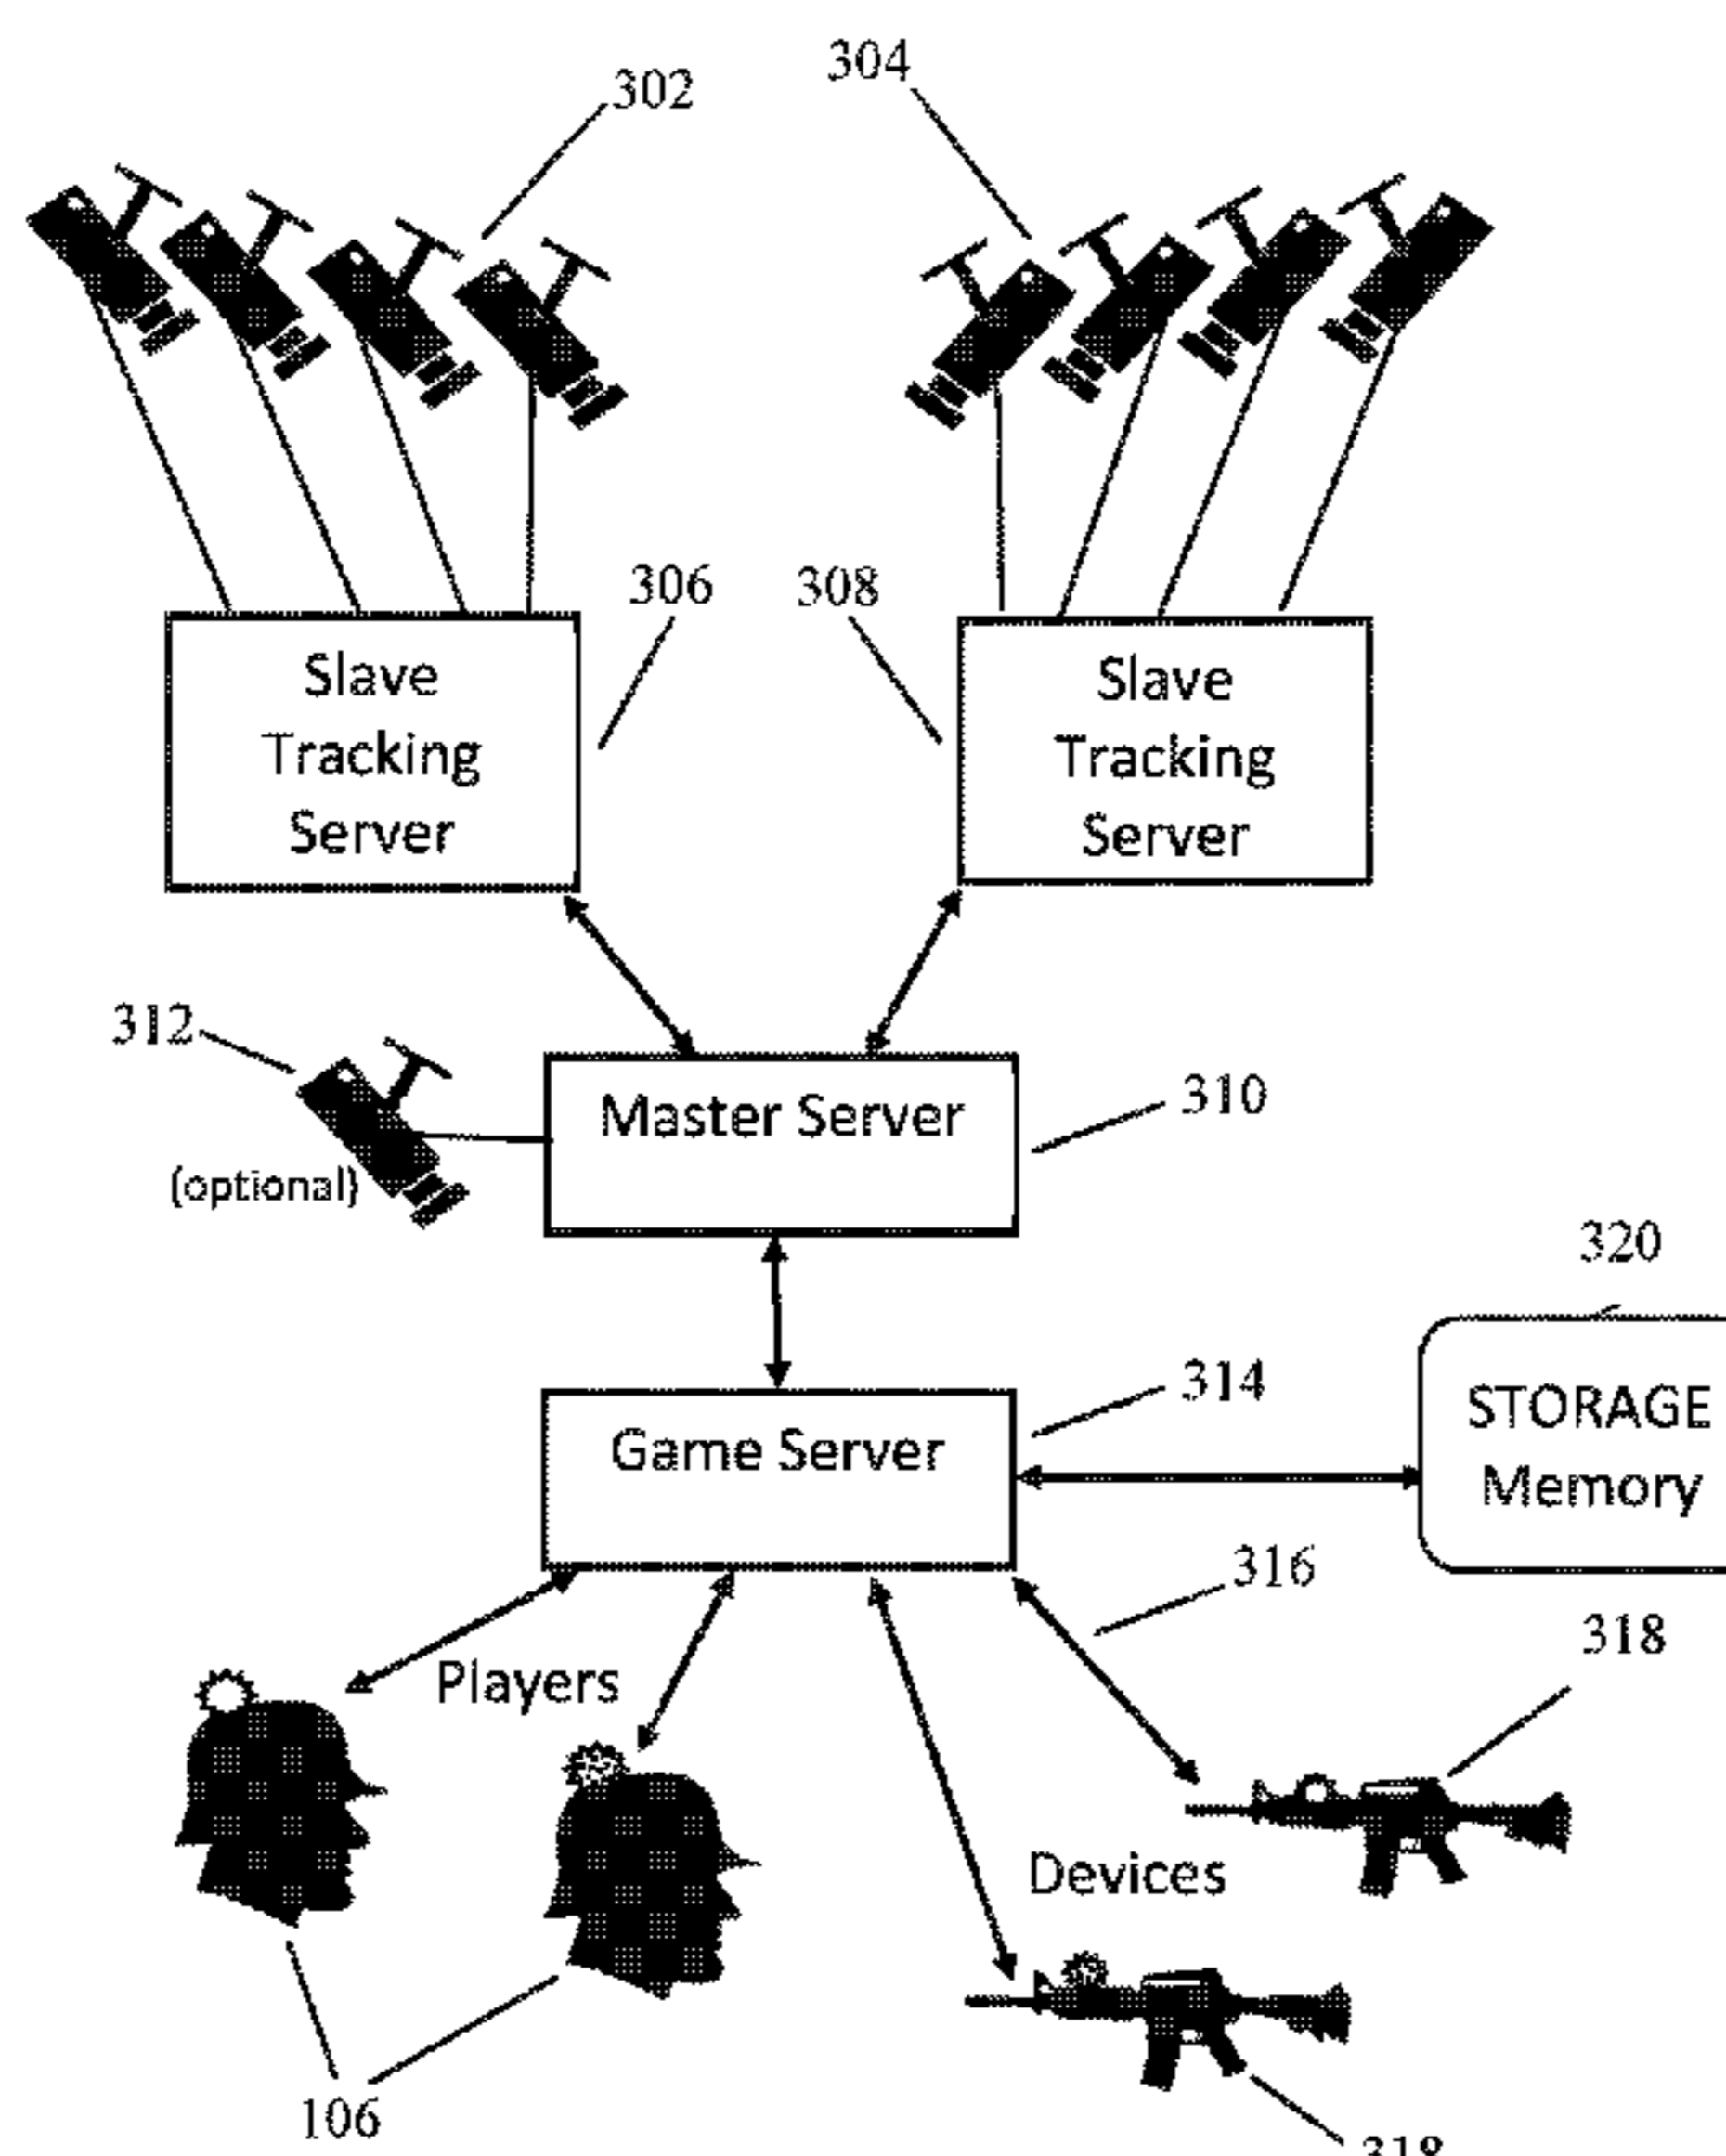 302
304
306
308
Slave
Tracking
Server
Slave
Tracking
Server
312
(optional)
Master Server
310
320
314
Game Server
STORAGE
Memory
316
318
Players
Devices
106
318